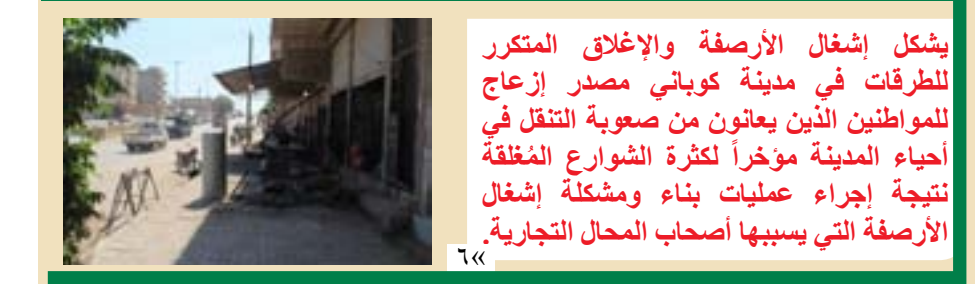 يشكل إشغال الأرصفة والإغلاق المتكرر
للطرقات في مدينة كوباني مصدر إزعاج
للمواطنين الذين يعانون من صعوبة التنقل في
أحياء المدينة مؤخراً لكثرة الشوارع المُغلقة
نتيجة إجراء عمليات بناء ومشكلة إشغال
الأرصفة التي يسببها أصحاب المحال التجارية.
»٦